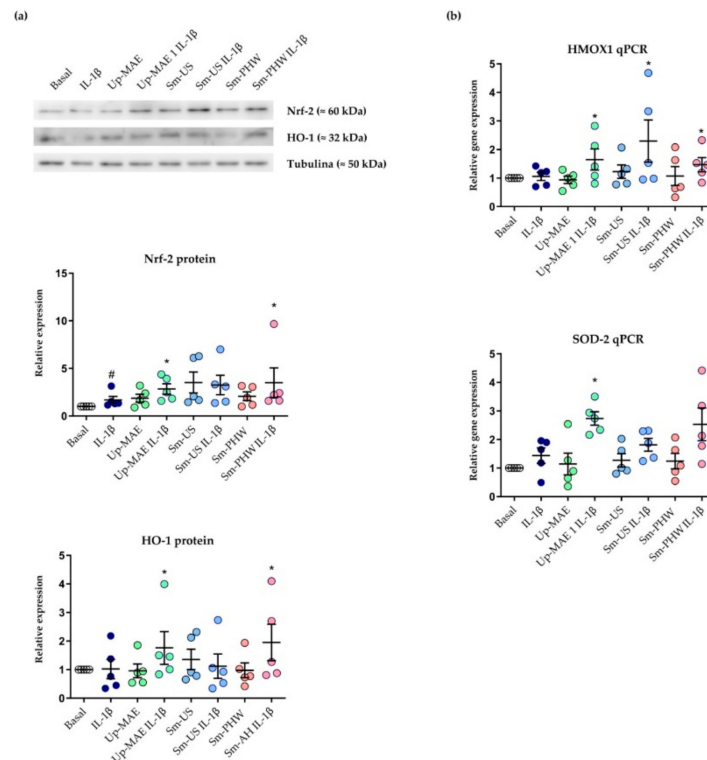 (a)
Basal
IL-1β
Up-MAE
Up-MAE 1 IL-1β
Sm-US
Sm-US IL-1β
Sm-PHW
Sm-PHW IL-1β
Nrf-2 (≈ 60 kDa)
HO-1 (≈ 32 kDa)
Tubulina (≈ 50 kDa)
Nrf-2 protein
Relative expression
15
10
5
0
#
*
*
Basal
IL-1β
Up-MAE
Up-MAE IL-1β
Sm-US
Sm-US IL-1β
Sm-PHW
Sm-PHW IL-1β
HO-1 protein
Relative expression
5
4
3
2
1
0
*
*
Basal
IL-1β
Up-MAE
Up-MAE IL-1β
Sm-US
Sm-US IL-1β
Sm-PHW
Sm-AH IL-1β
(b)
HMOX1 qPCR
Relative gene expression
5
4
3
2
1
0
*
*
*
Basal
IL-1β
Up-MAE
Up-MAE 1 IL-1β
Sm-US
Sm-US IL-1β
Sm-PHW
Sm-PHW IL-1β
SOD-2 qPCR
Relative gene expression
5
4
3
2
1
0
*
Basal
IL-1β
Up-MAE
Up-MAE 1 IL-1β
Sm-US
Sm-US IL-1β
Sm-PHW
Sm-PHW IL-1β